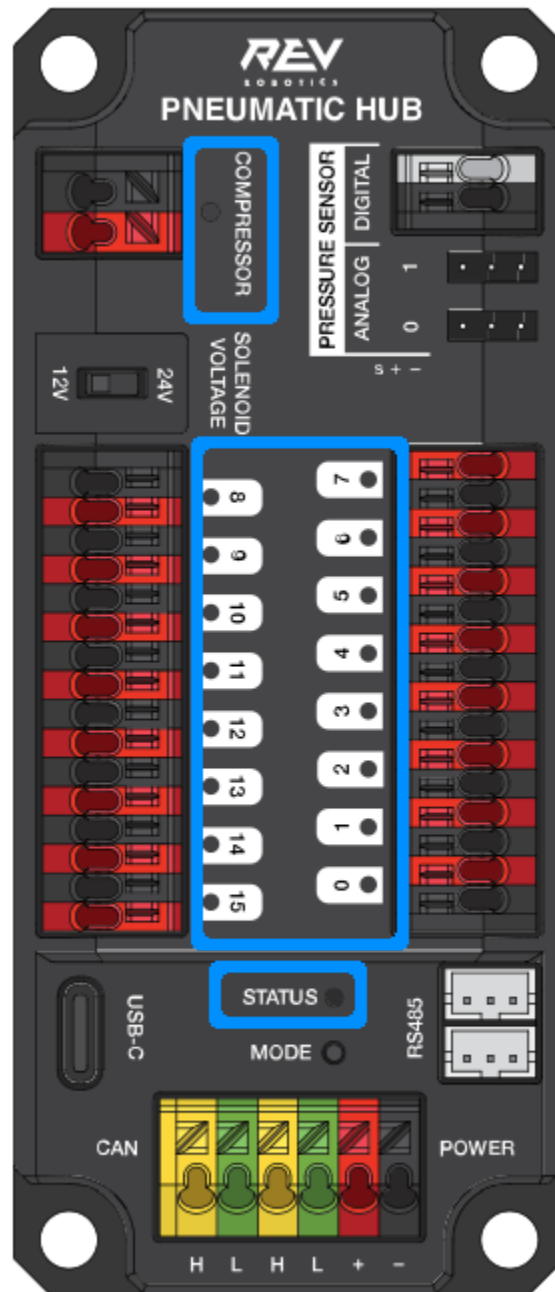 REV
ROBOTICS
PNEUMATIC HUB
COMPRESSOR
PRESSURE SENSOR
DIGITAL
ANALOG
1
0
S + −
12V
24V
SOLENOID
VOLTAGE
8
9
10
11
12
13
14
15
7
6
5
4
3
2
1
0
STATUS
MODE
USB-C
RS485
CAN
POWER
H L H L + −